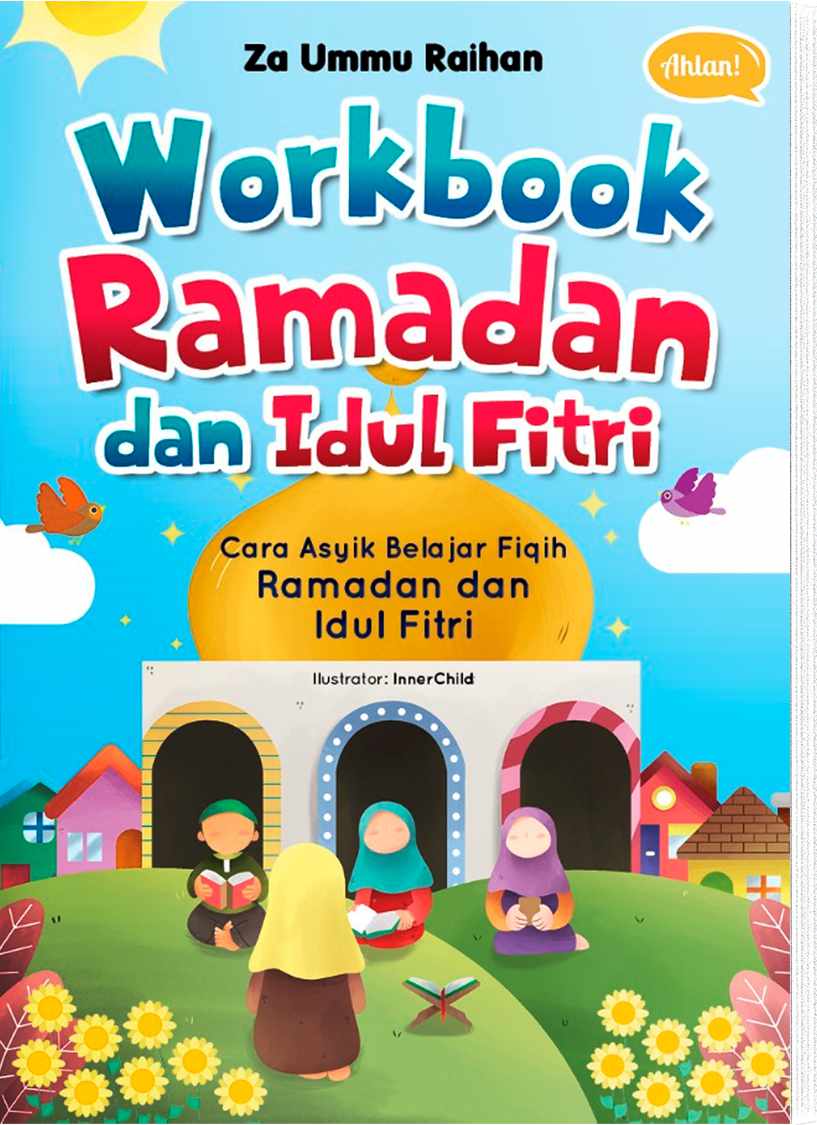 Za Ummu Raihan
Ahlan!
Workbook
Ramadan
dan Idul Fitri
Cara Asyik Belajar Fiqih
Ramadan dan
Idul Fitri
Ilustrator: InnerChild